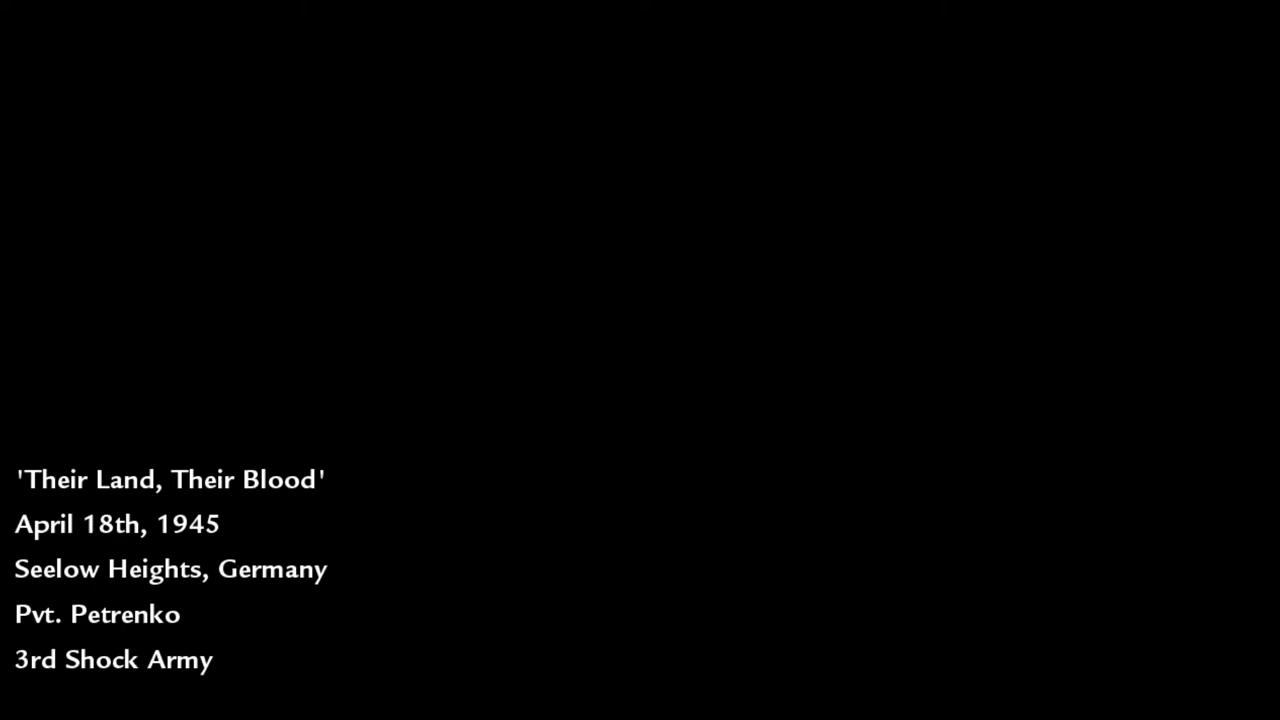 'Their Land, Their Blood'
April 18th, 1945
Seelow Heights, Germany
Pvt. Petrenko
3rd Shock Army